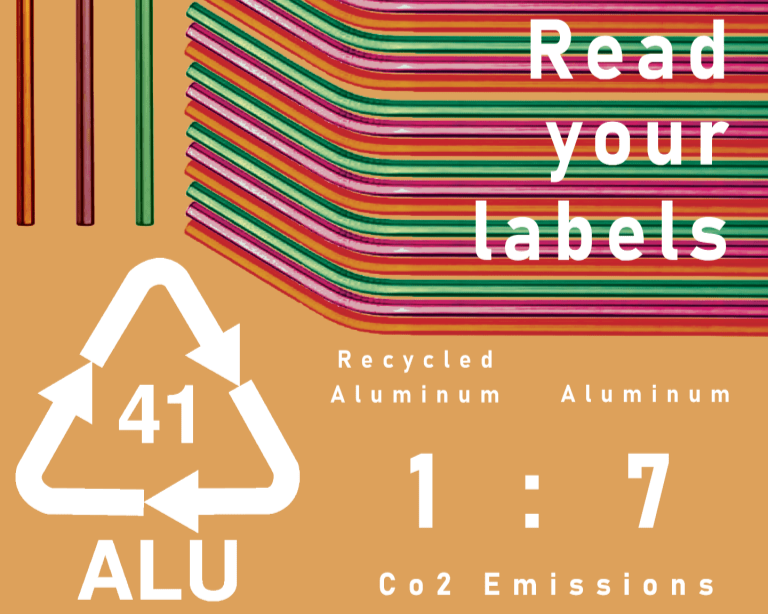 Read
your
labels
41
ALU
Recycled
Aluminum
Aluminum
1 : 7
Co2 Emissions